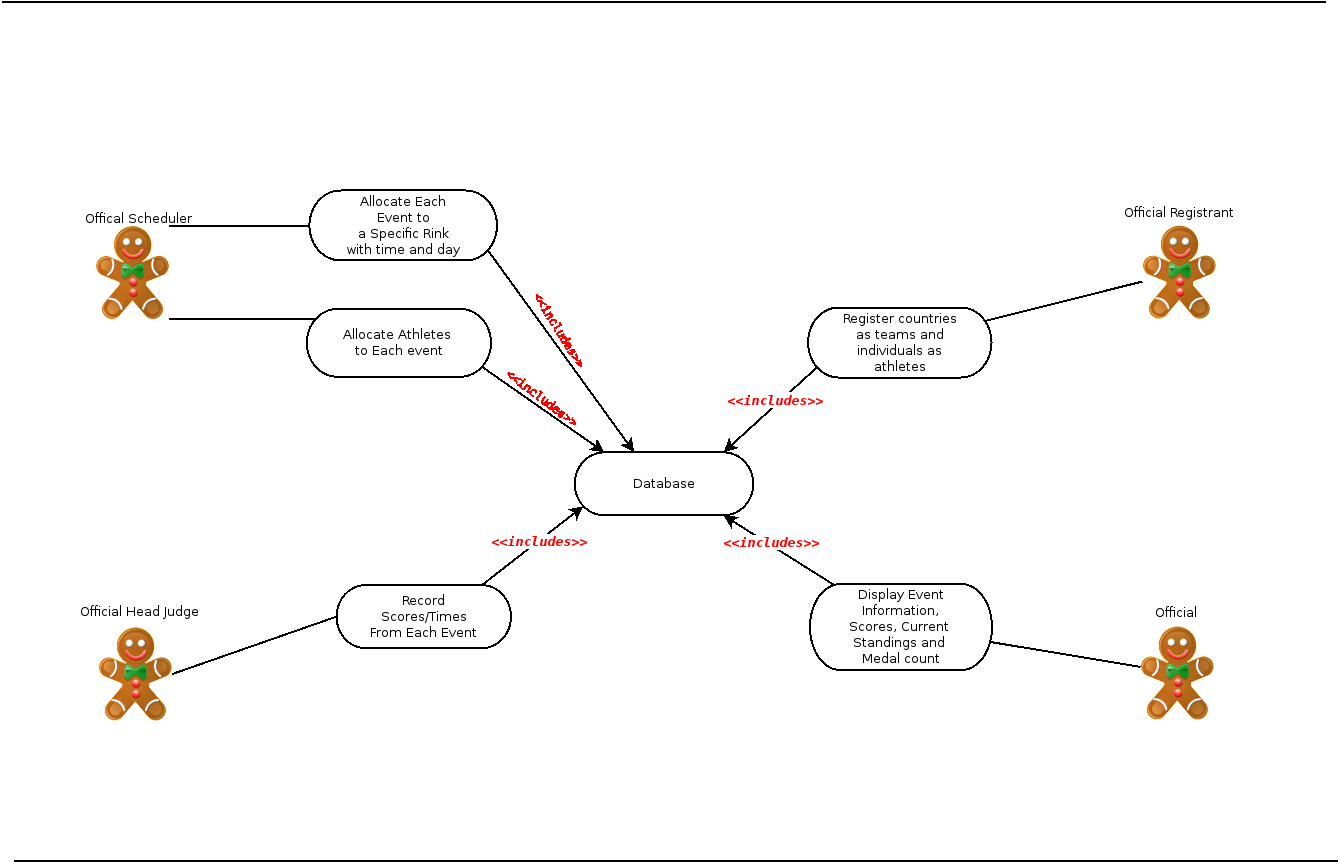 Offical Scheduler
Allocate Each
Event to
a Specific Rink
with time and day
Official Registrant
<<includes>>
Allocate Athletes
to Each event
Register countries
as teams and
individuals as
athletes
<<includes>>
<<includes>>
Database
<<includes>>
<<includes>>
Official Head Judge
Record
Scores/Times
From Each Event
Display Event
Information,
Scores, Current
Standings and
Medal count
Official